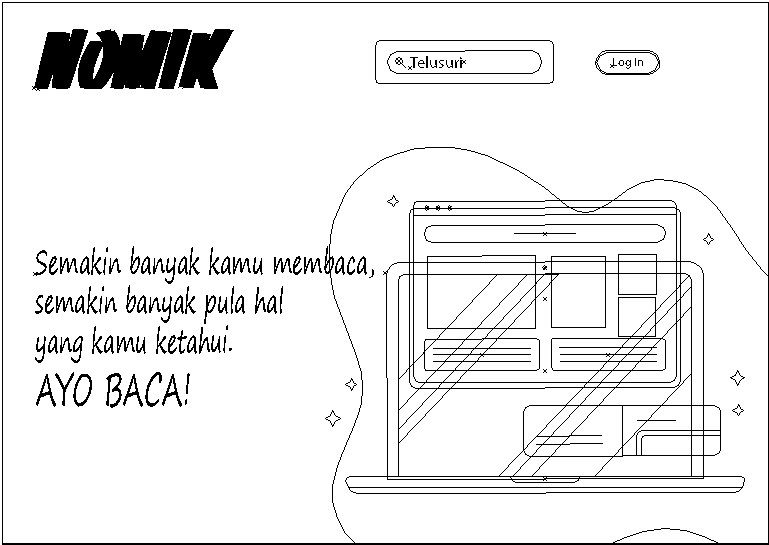 NOMIK
Telusuri
Log In
Semakin banyak kamu membaca,
semakin banyak pula hal
yang kamu ketahui.
AYO BACA!